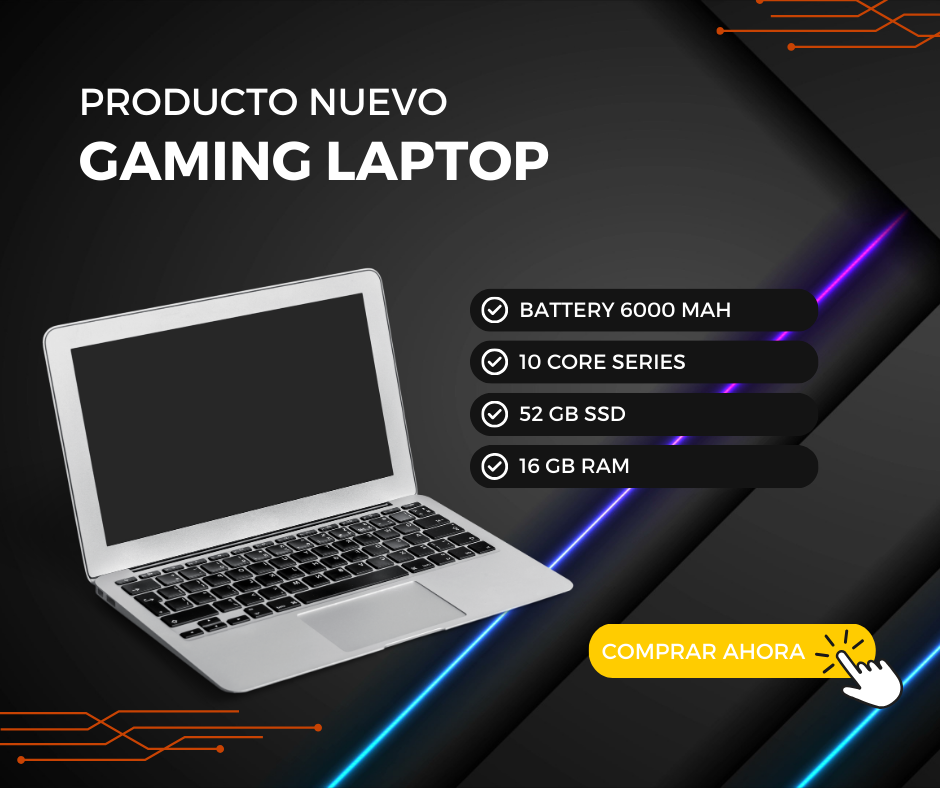 PRODUCTO NUEVO
GAMING LAPTOP
BATTERY 6000 MAH
10 CORE SERIES
52 GB SSD
16 GB RAM
COMPRAR AHORA